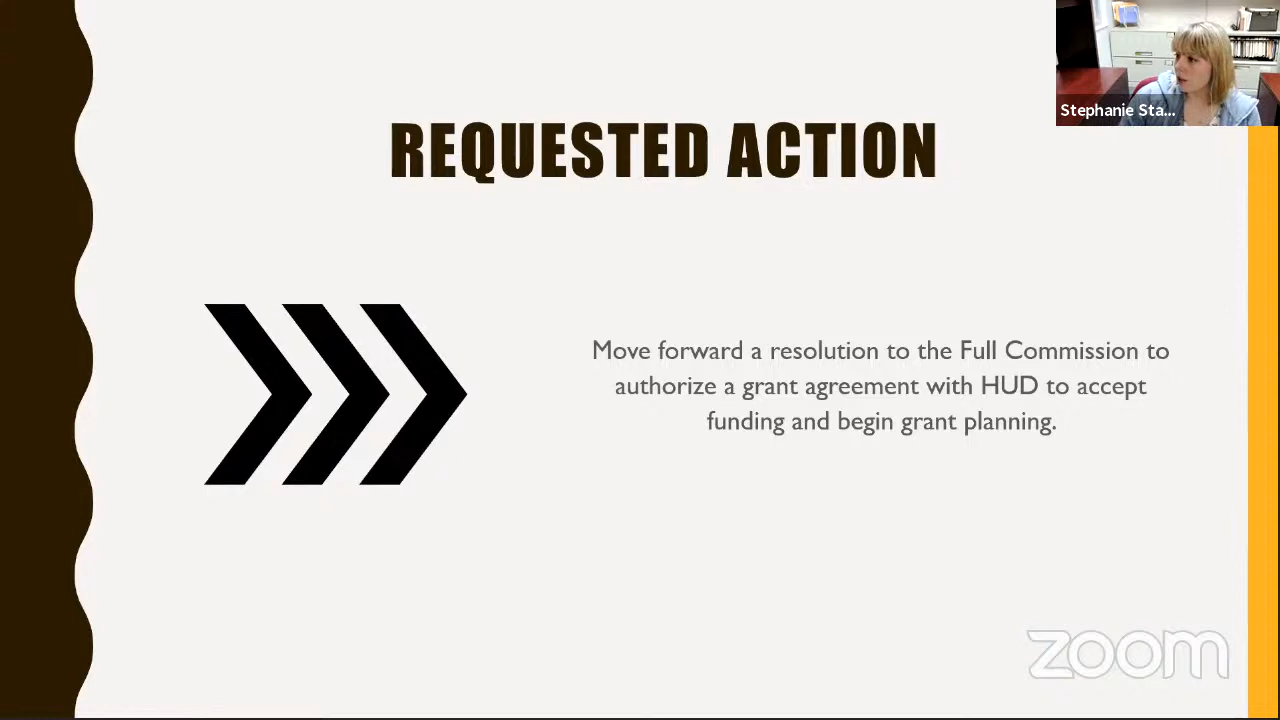 Stephanie Sta...
REQUESTED ACTION
Move forward a resolution to the Full Commission to
authorize a grant agreement with HUD to accept
funding and begin grant planning.
zoom